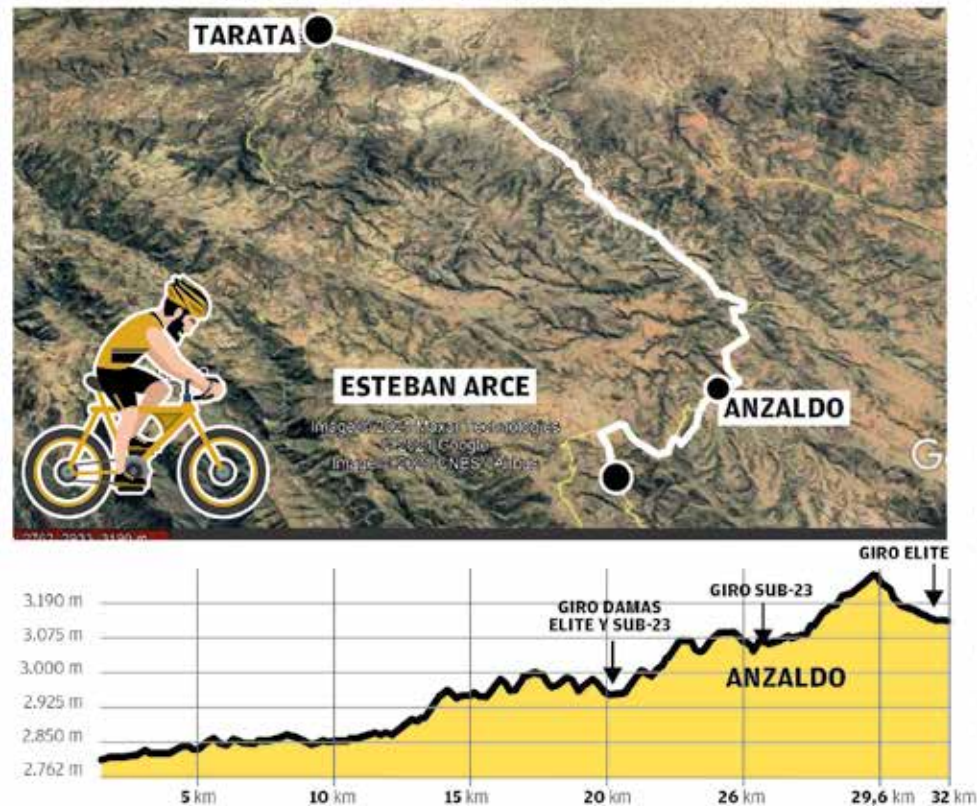 TARATA
ESTEBAN ARCE
ANZALDO
© 2021 Google
G
GIRO ELITE
GIRO SUB-23
GIRO DAMAS
ELITE Y SUB-23
ANZALDO
3.190 m
3.075 m
3.000 m
2.925 m
2.850 m
2.762 m
5 km
10 km
15 km
20 km
26 km
29,6 km
32 km